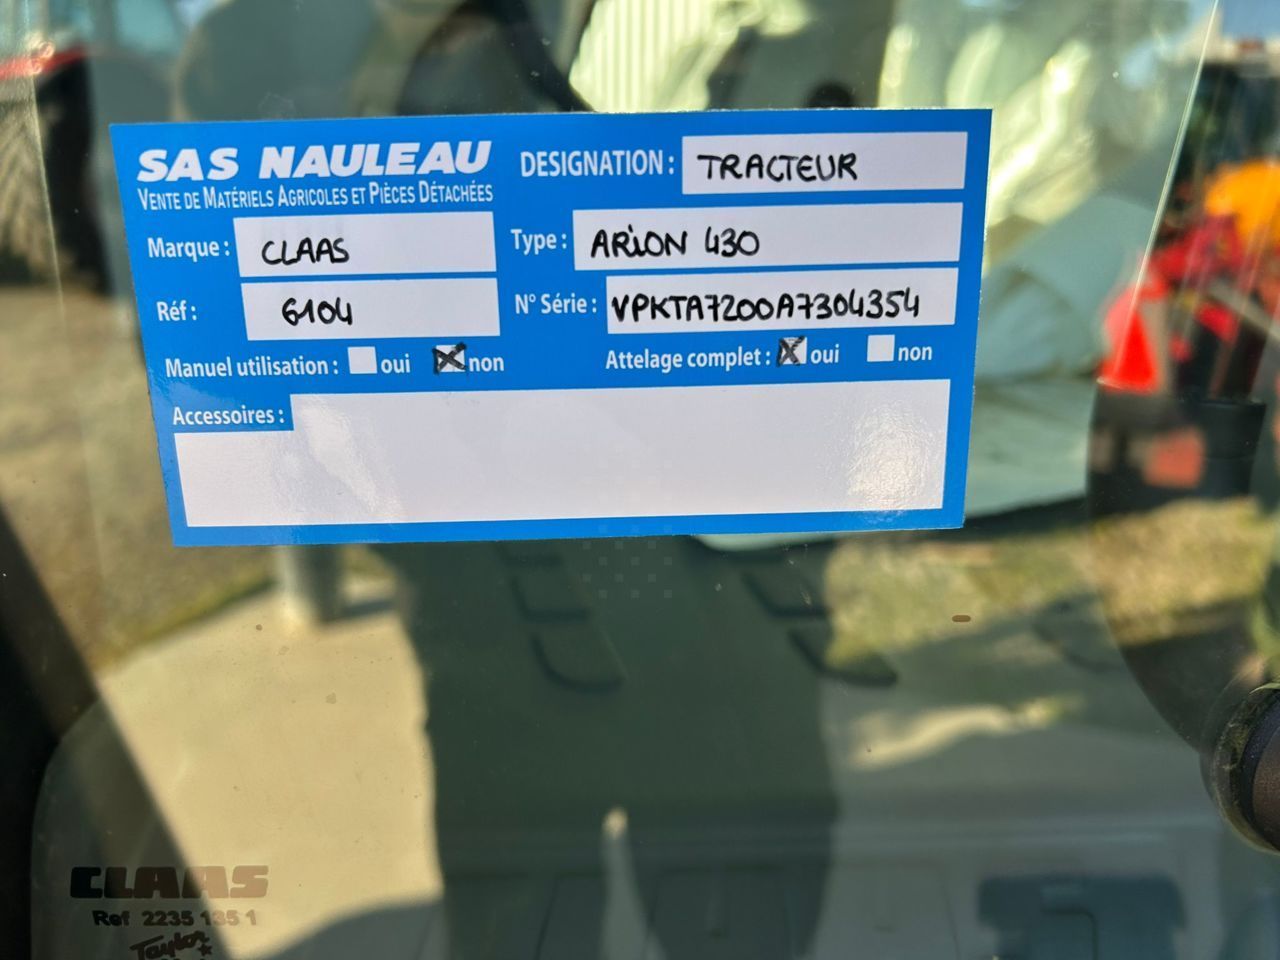 SAS NAULEAU
VENTE DE MATÉRIELS AGRICOLES ET PIÈCES DÉTACHÉES
DESIGNATION : TRACTEUR
Marque : CLAAS
Type : ARiON 430
Réf : 6104
N° Série : VPKTA7200A7304354
Manuel utilisation : oui non
Attelage complet : oui non
Accessoires :
CLAAS
Ref 2235 135 1
Taylor